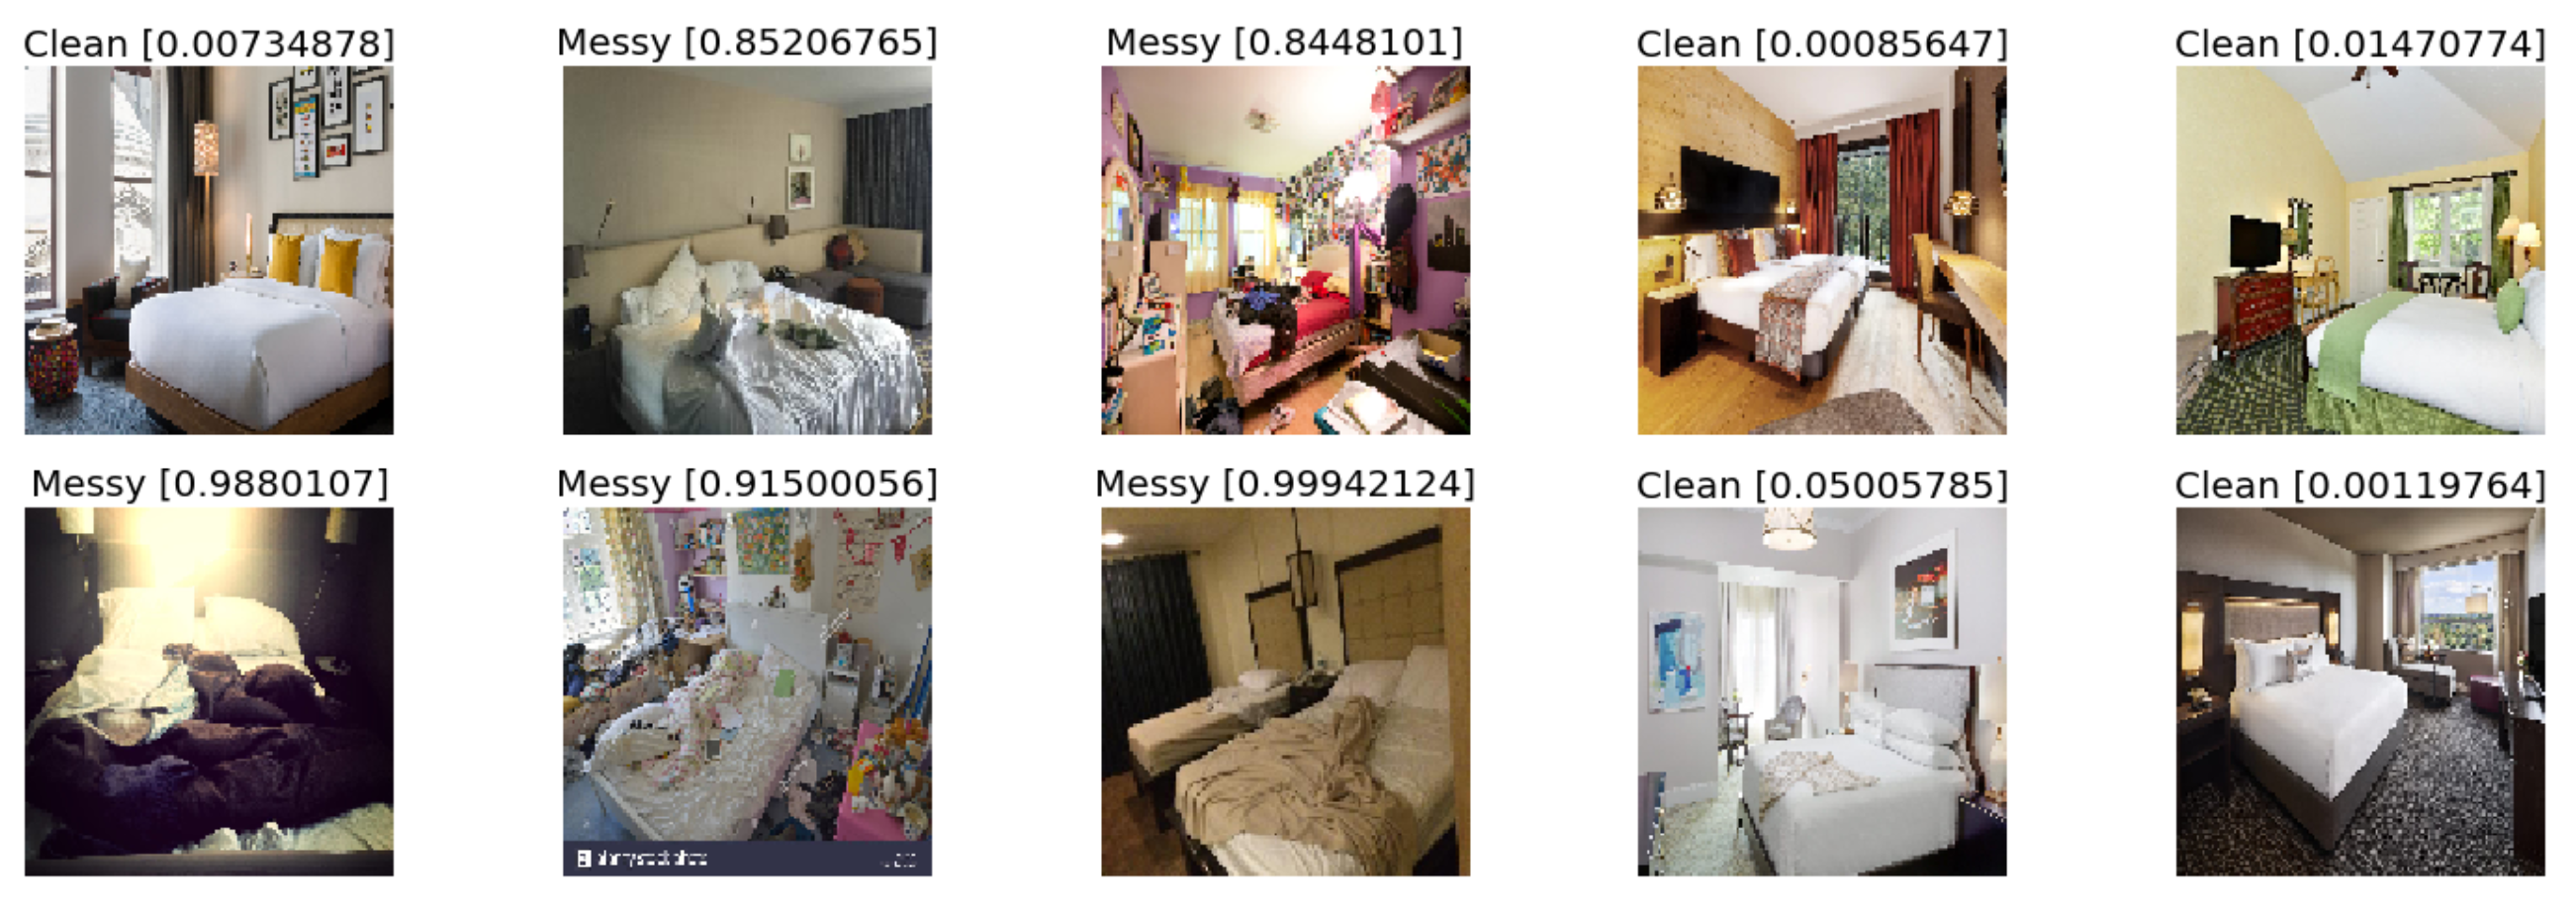 Clean [0.00734878]
Messy [0.85206765]
Messy [0.8448101]
Clean [0.00085647]
Clean [0.01470774]
Messy [0.9880107]
Messy [0.91500056]
Messy [0.99942124]
Clean [0.05005785]
Clean [0.00119764]